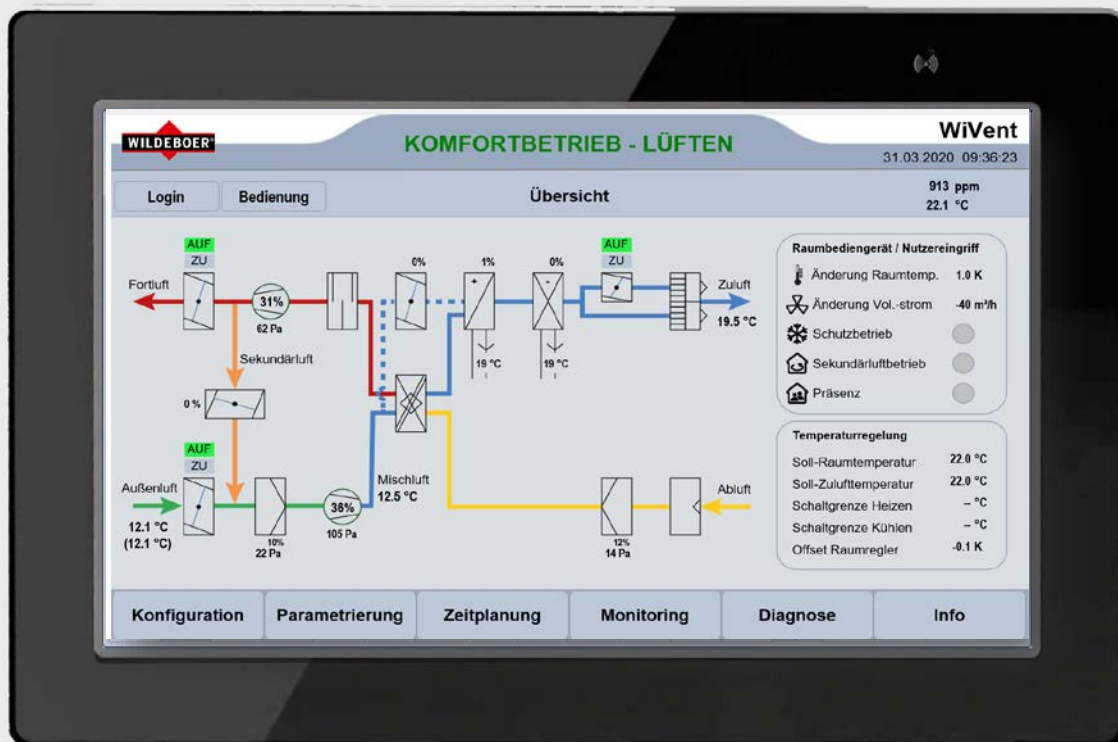 WILDEBOER®
KOMFORTBETRIEB - LÜFTEN
WiVent
31.03.2020 09:36:23
Login
Bedienung
Übersicht
913 ppm
22.1 °C
AUF
ZU
Fortluft
31%
62 Pa
0%
1%
+
19 °C
0%
-
19 °C
AUF
ZU
Zuluft
19.5 °C
Sekundärluft
0 %
AUF
ZU
Außenluft
12.1 °C
(12.1 °C)
10%
22 Pa
36%
105 Pa
Mischluft
12.5 °C
12%
14 Pa
Abluft
Raumbediengerät / Nutzereingriff
Änderung Raumtemp. 1.0 K
Änderung Vol.-strom -40 m³/h
Schutzbetrieb
Sekundärluftbetrieb
Präsenz
Temperaturregelung
Soll-Raumtemperatur 22.0 °C
Soll-Zulufttemperatur 22.0 °C
Schaltgrenze Heizen -- °C
Schaltgrenze Kühlen -- °C
Offset Raumregler -0.1 K
Konfiguration
Parametrierung
Zeitplanung
Monitoring
Diagnose
Info